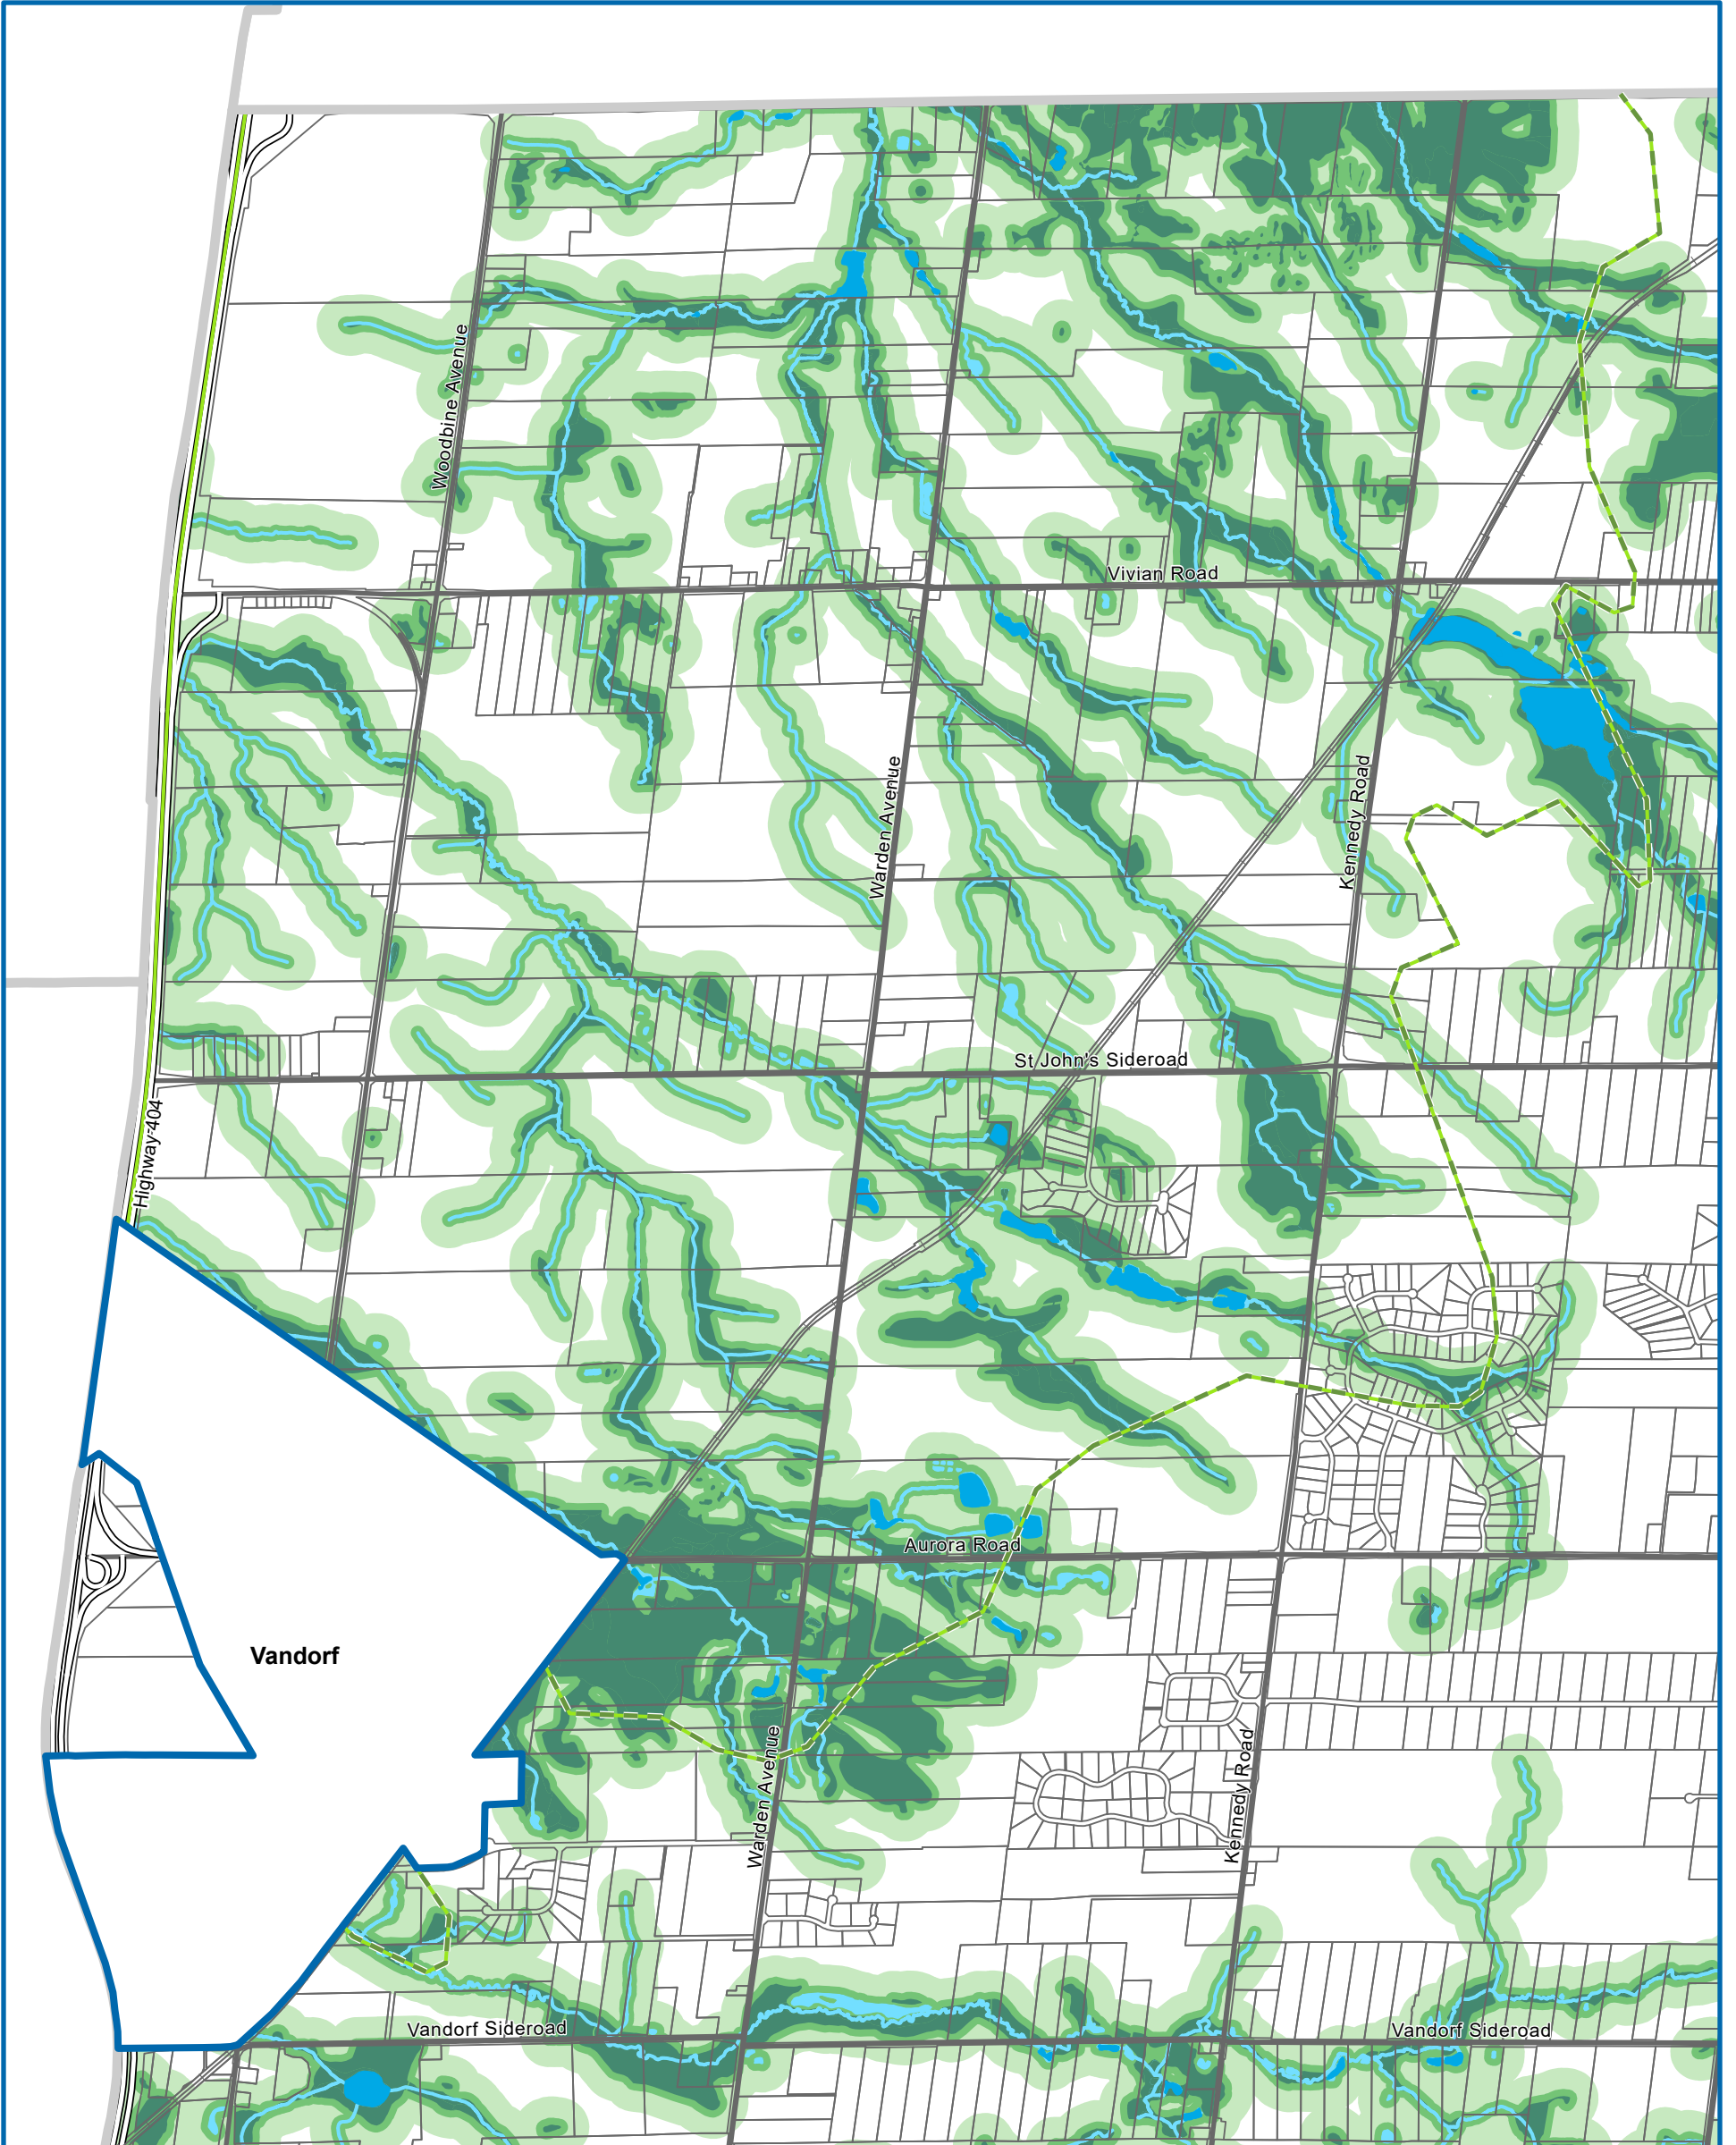 Woodbine Avenue
Vivian Road
Warden Avenue
Kennedy Road
St John's Sideroad
Highway 404
Aurora Road
Vandorf
Warden Avenue
Kennedy Road
Vandorf Sideroad
Vandorf Sideroad